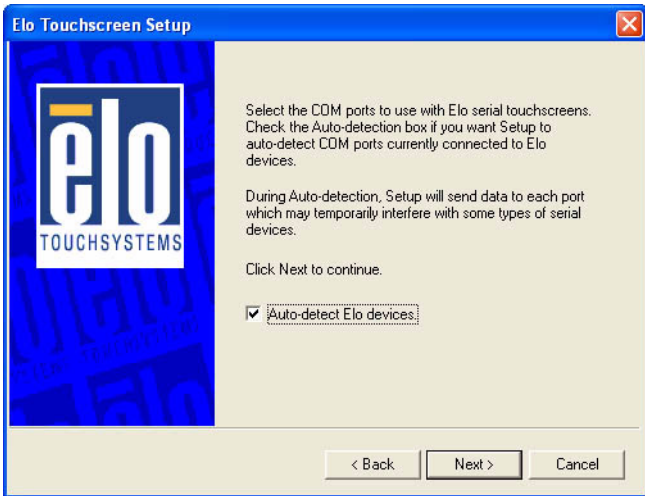 Elo Touchscreen Setup
elo
TOUCHSYSTEMS
Select the COM ports to use with Elo serial touchscreens.
Check the Auto-detection box if you want Setup to
auto-detect COM ports currently connected to Elo
devices.
During Auto-detection, Setup will send data to each port
which may temporarily interfere with some types of serial
devices.
Click Next to continue.
Auto-detect Elo devices.
< Back
Next >
Cancel